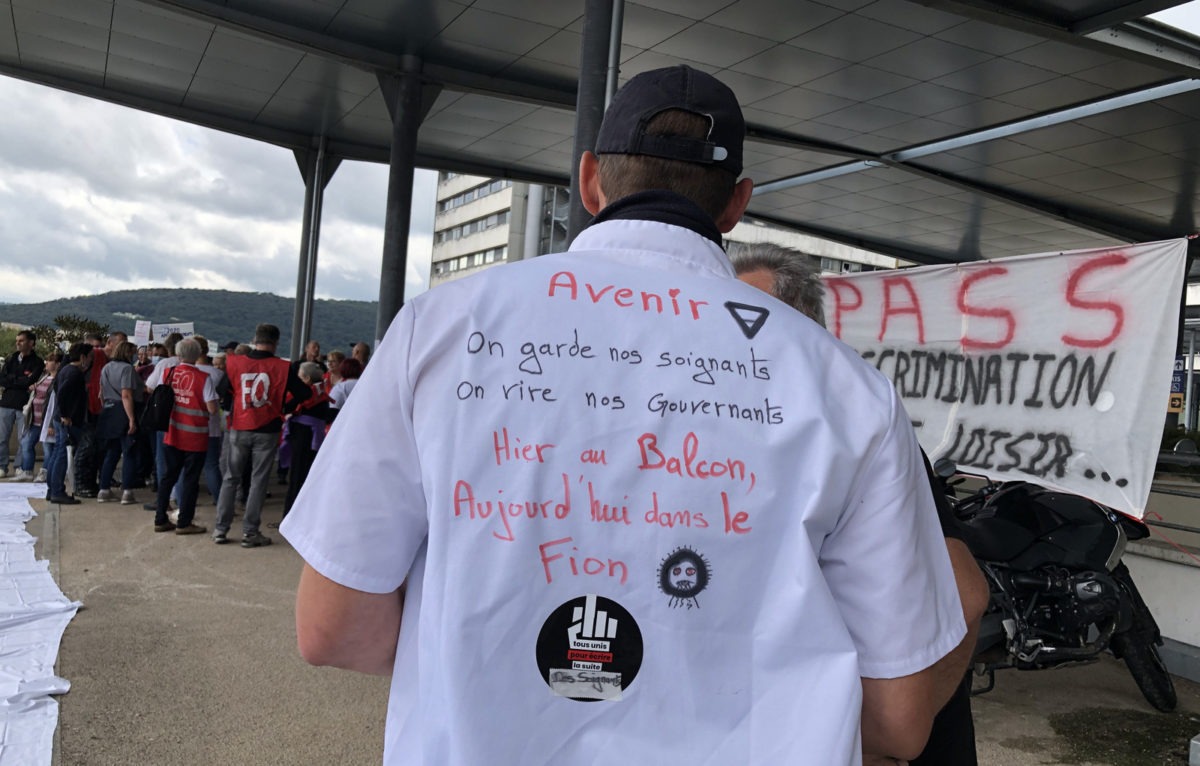 Avenir
On garde nos soignants
On vire nos Gouvernants
Hier au Balcon,
Aujourd'hui dans le
Fion
tous unis
pour écrire
la suite
Nos Soignants
FO
PASS
CRIMINATION
LOISIR...